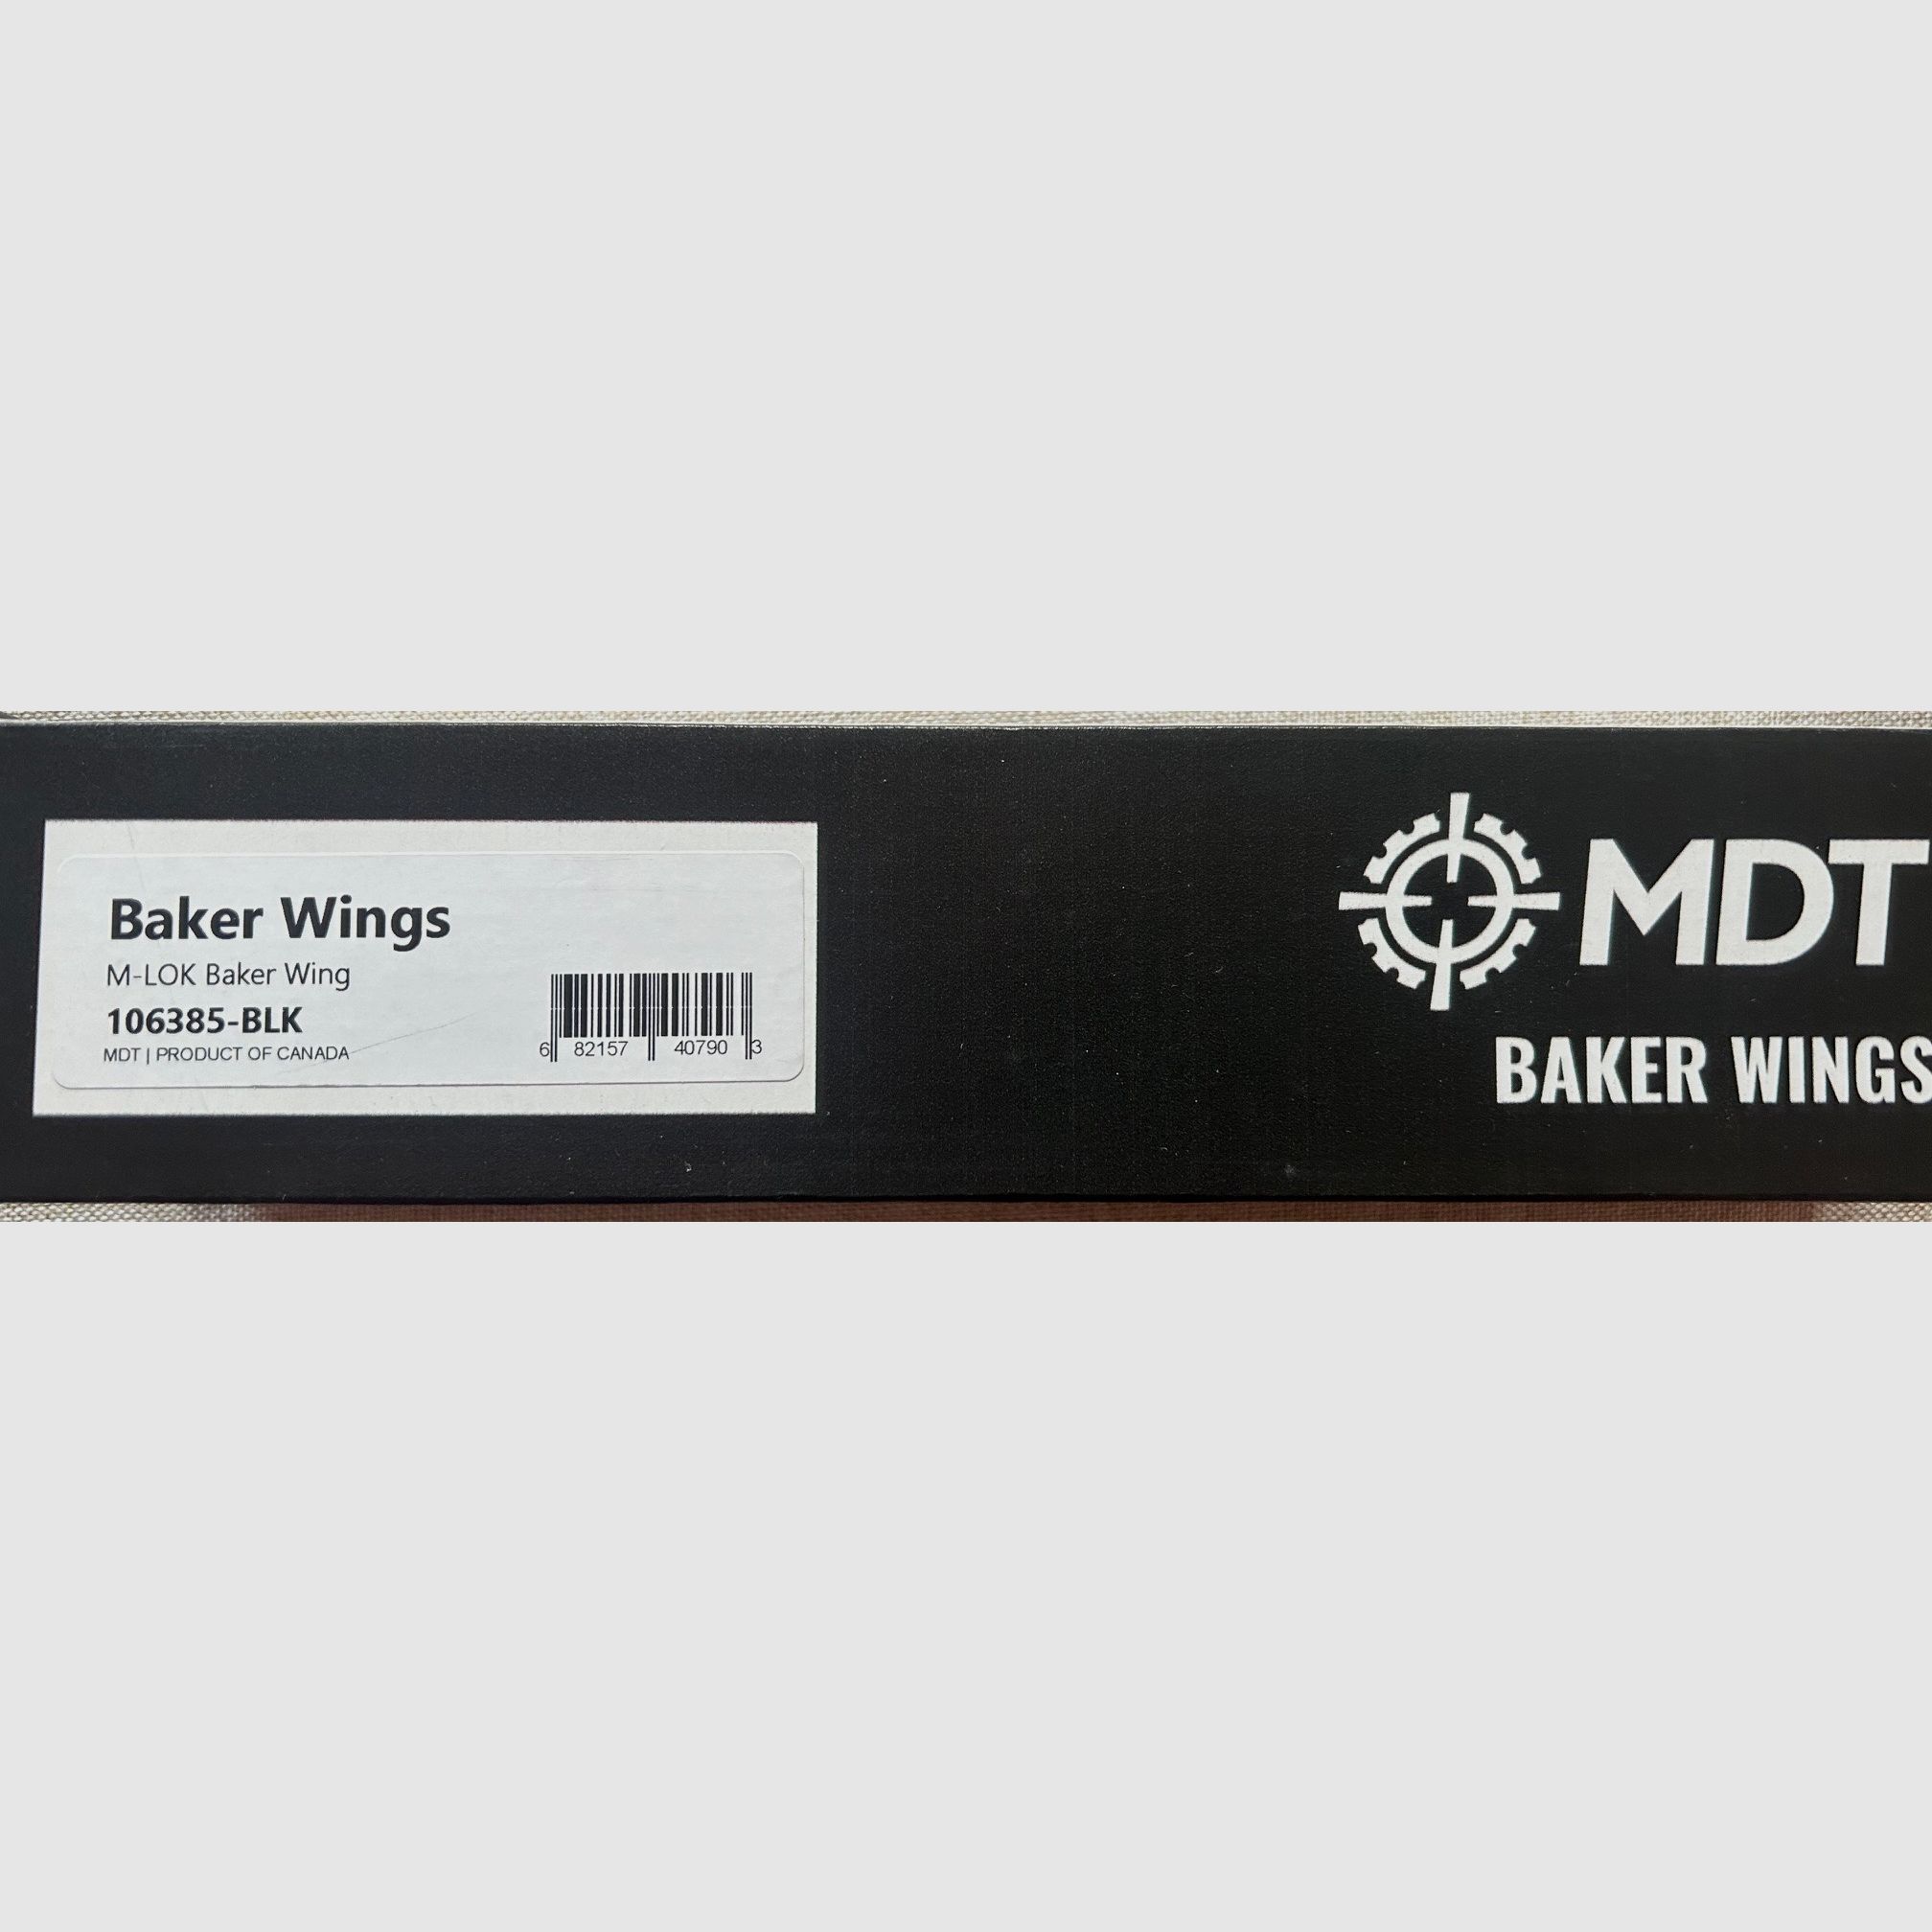 Baker Wings
M-LOK Baker Wing
106385-BLK
MDT | PRODUCT OF CANADA
6 82157 40790 3
MDT
BAKER WINGS